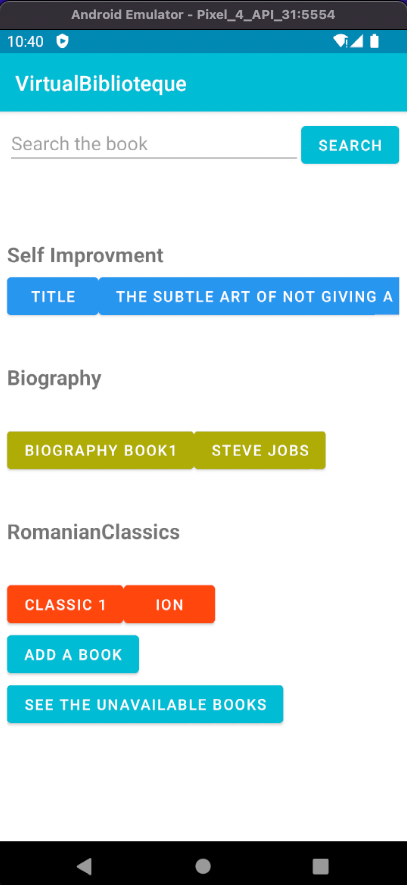 Android Emulator - Pixel_4_API_31:5554
10:40
VirtualBiblioteque
Search the book SEARCH
Self Improvment
TITLE THE SUBTLE ART OF NOT GIVING A
Biography
BIOGRAPHY BOOK1 STEVE JOBS
RomanianClassics
CLASSIC 1 ION
ADD A BOOK
SEE THE UNAVAILABLE BOOKS